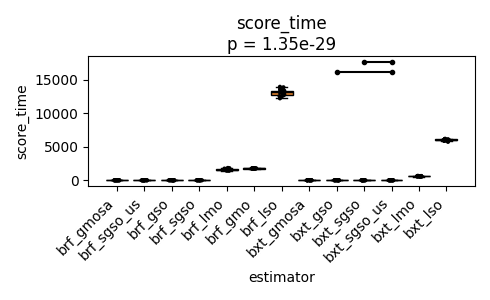 score_time
p = 1.35e-29
score_time
15000
10000
5000
0
brf_gmosa
brf_sgso_us
brf_gso
brf_sgso
brf_lmo
brf_gmo
brf_lso
bxt_gmosa
bxt_gso
bxt_sgso
bxt_sgso_us
bxt_lmo
bxt_lso
estimator